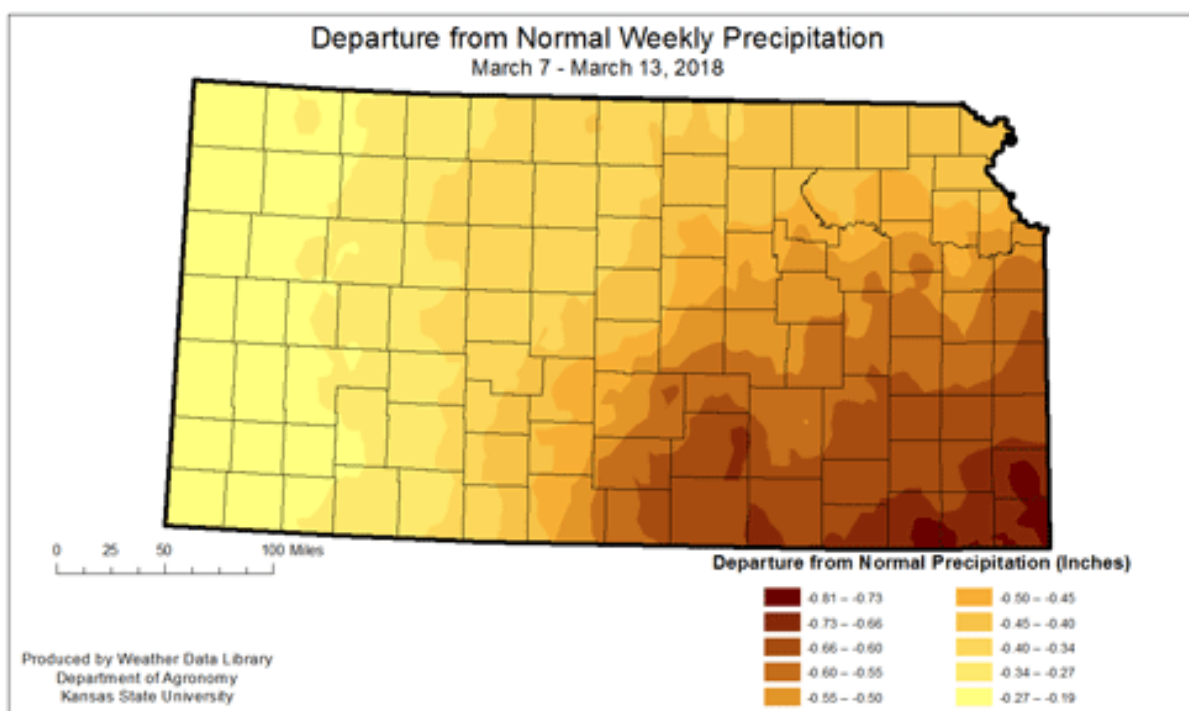 Departure from Normal Weekly Precipitation
March 7 - March 13, 2018
0 25 50 100 Miles
Departure from Normal Precipitation (Inches)
-0.81 – -0.73 -0.50 – -0.45
-0.73 – -0.66 -0.45 – -0.40
-0.66 – -0.60 -0.40 – -0.34
-0.60 – -0.55 -0.34 – -0.27
-0.55 – -0.50 -0.27 – -0.19
Produced by Weather Data Library
Department of Agronomy
Kansas State University